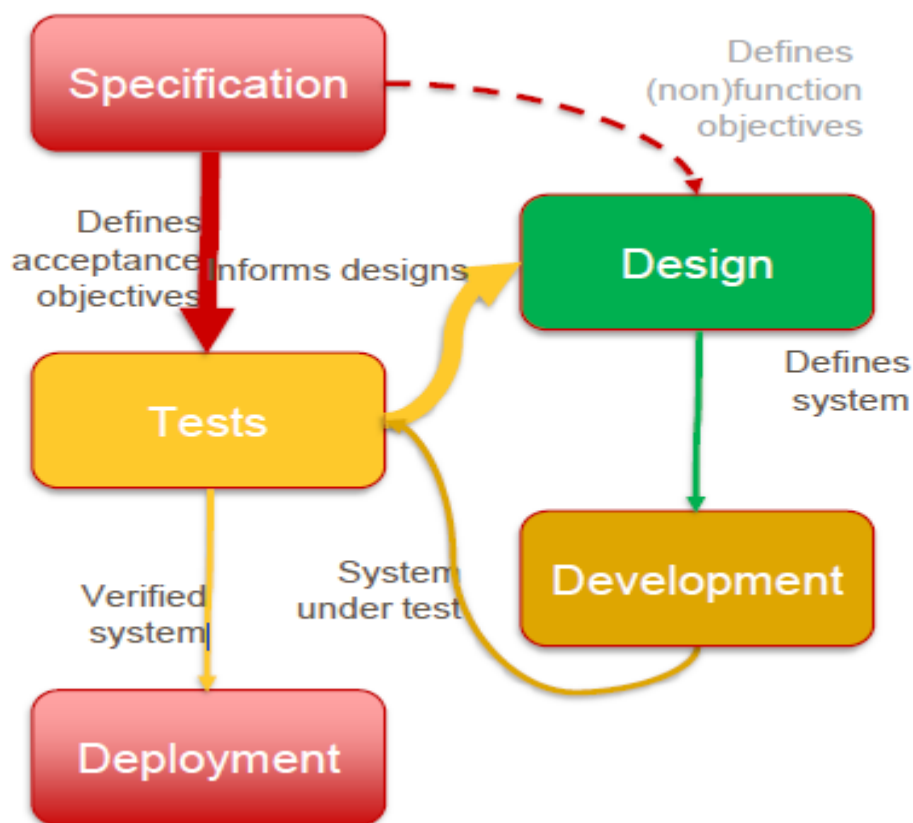 Specification
Defines
(non)function
objectives
Defines
acceptance
objectives
Informs designs
Design
Tests
Defines
system
System
under test
Development
Verified
system
Deployment